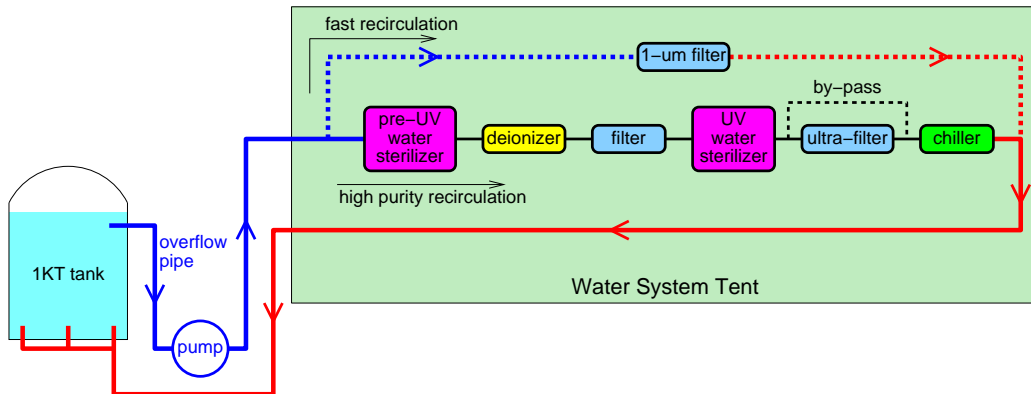 fast recirculation
1-um filter
by-pass
pre-UV
water
sterilizer
deionizer
filter
UV
water
sterilizer
ultra-filter
chiller
high purity recirculation
overflow
pipe
1KT tank
Water System Tent
pump